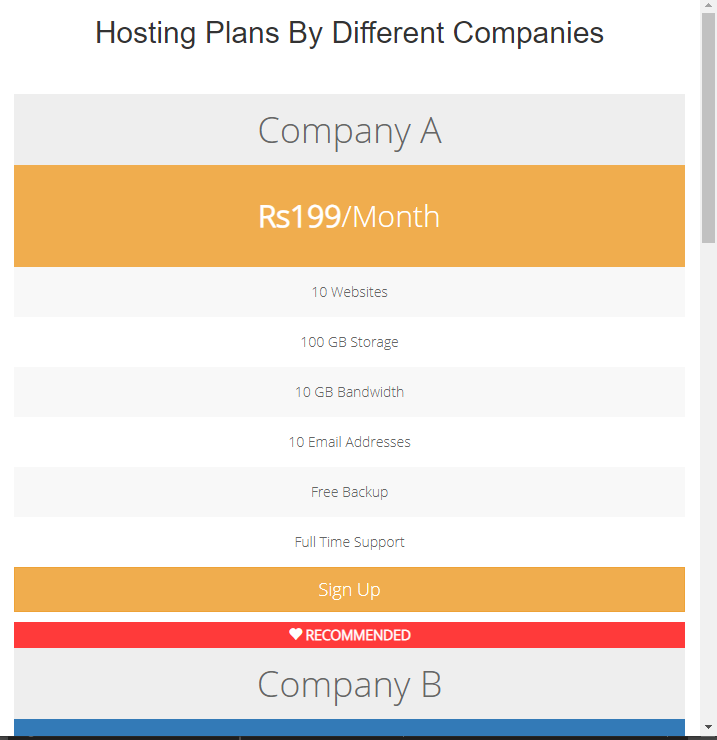 Hosting Plans By Different Companies
Company A
Rs199/Month
10 Websites
100 GB Storage
10 GB Bandwidth
10 Email Addresses
Free Backup
Full Time Support
Sign Up
RECOMMENDED
Company B